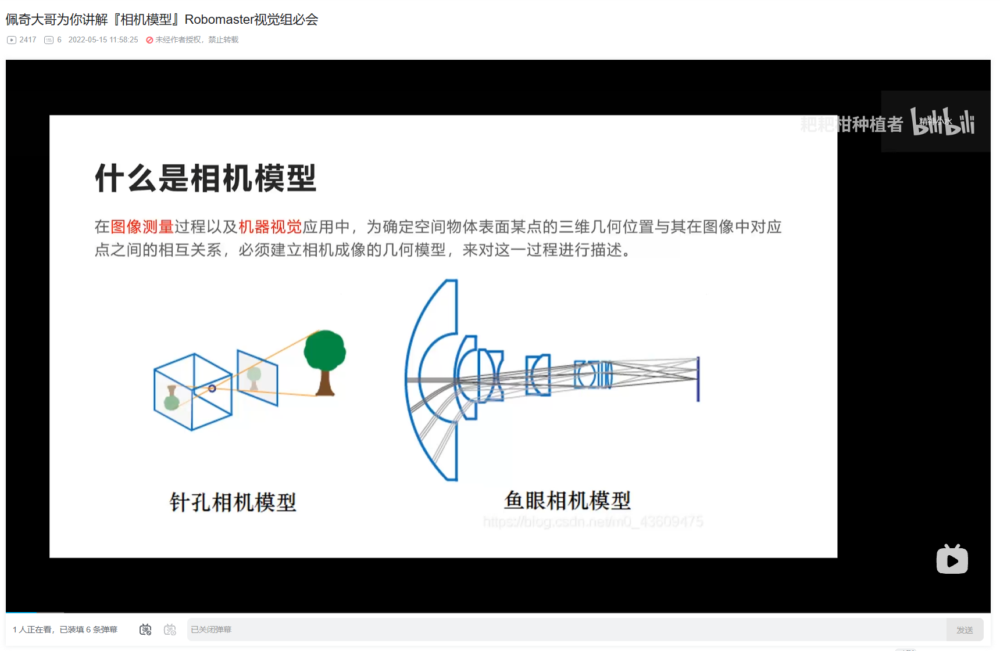 佩奇大哥为你讲解『相机模型』Robomaster视觉组必会
2417 6 2022-05-15 11:58:25 未经作者授权，禁止转载
耙耙柑种植者 bilibili
精神小水
什么是相机模型
在图像测量过程以及机器视觉应用中，为确定空间物体表面某点的三维几何位置与其在图像中对应
点之间的相互关系，必须建立相机成像的几何模型，来对这一过程进行描述。
针孔相机模型
鱼眼相机模型
https://blog.csdn.net/m0_43609475
1 人正在看，已装填 6 条弹幕
已关闭弹幕
发送